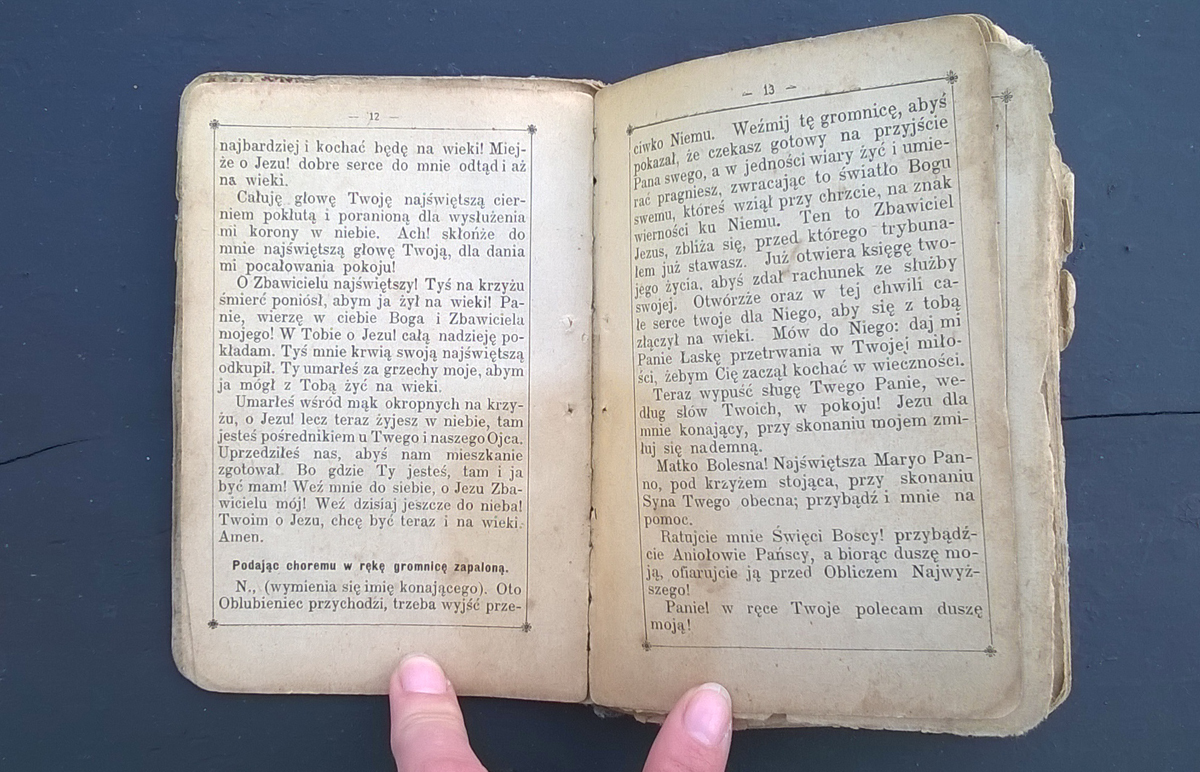 — 12 —
najbardziej i kochać będę na wieki! Miej-
że o Jezu! dobre serce do mnie odtąd i aż
na wieki.
Całuję głowę Twoję najświętszą cier-
niem pokłutą i poranioną dla wysłużenia
mi korony w niebie. Ach! skłońże do
mnie najświętszą głowę Twoją, dla dania
mi pocałowania pokoju!
O Zbawicielu najświętszy! Tyś na krzyżu
śmierć poniósł, abym ja żył na wieki! Pa-
nie, wierzę w ciebie Boga i Zbawiciela
mojego! W Tobie o Jezu! całą nadzieję po-
kładam. Tyś mnie krwią swoją najświętszą
odkupił. Ty umarłeś za grzechy moje, abym
ja mógł z Tobą żyć na wieki.
Umarłeś wśród mąk okropnych na krzy-
żu, o Jezu! lecz teraz żyjesz w niebie, tam
jesteś pośrednikiem u Twego i naszego Ojca.
Uprzedziłeś nas, abyś nam mieszkanie
zgotował. Bo gdzie Ty jesteś, tam i ja
być mam! Weź mnie do siebie, o Jezu Zba-
wicielu mój! Weź dzisiaj jeszcze do nieba!
Twoim o Jezu, chcę być teraz i na wieki.
Amen.
Podając choremu w rękę gromnicę zapaloną.
N., (wymienia się imię konającego). Oto
Oblubieniec przychodzi, trzeba wyjść prze-
— 13 —
ciwko Niemu. Weźmij tę gromnicę, abyś
pokazał, że czekasz gotowy na przyjście
Pana swego, a w jedności wiary żyć i umie-
rać pragniesz, zwracając to światło Bogu
swemu, któreś wziął przy chrzcie, na znak
wierności ku Niemu. Ten to Zbawiciel
Jezus, zbliża się, przed którego trybuna-
łem już stawasz. Już otwiera księgę two-
jego życia, abyś zdał rachunek ze służby
swojej. Otwórzże oraz w tej chwili ca-
łe serce twoje dla Niego, aby się z tobą
złączył na wieki. Mów do Niego: daj mi
Panie Łaskę przetrwania w Twojej miło-
ści, żebym Cię zaczął kochać w wieczności.
Teraz wypuść sługę Twego Panie, we-
dług słów Twoich, w pokoju! Jezu dla
mnie konający, przy skonaniu mojem zmi-
łuj się nademną.
Matko Bolesna! Najświętsza Maryo Pan-
no, pod krzyżem stojąca, przy skonaniu
Syna Twego obecna; przybądź i mnie na
pomoc.
Ratujcie mnie Święci Boscy! przybądź-
cie Aniołowie Pańscy, a biorąc duszę mo-
ją, ofiarujcie ją przed Obliczem Najwyż-
szego!
Panie! w ręce Twoje polecam duszę
moją!